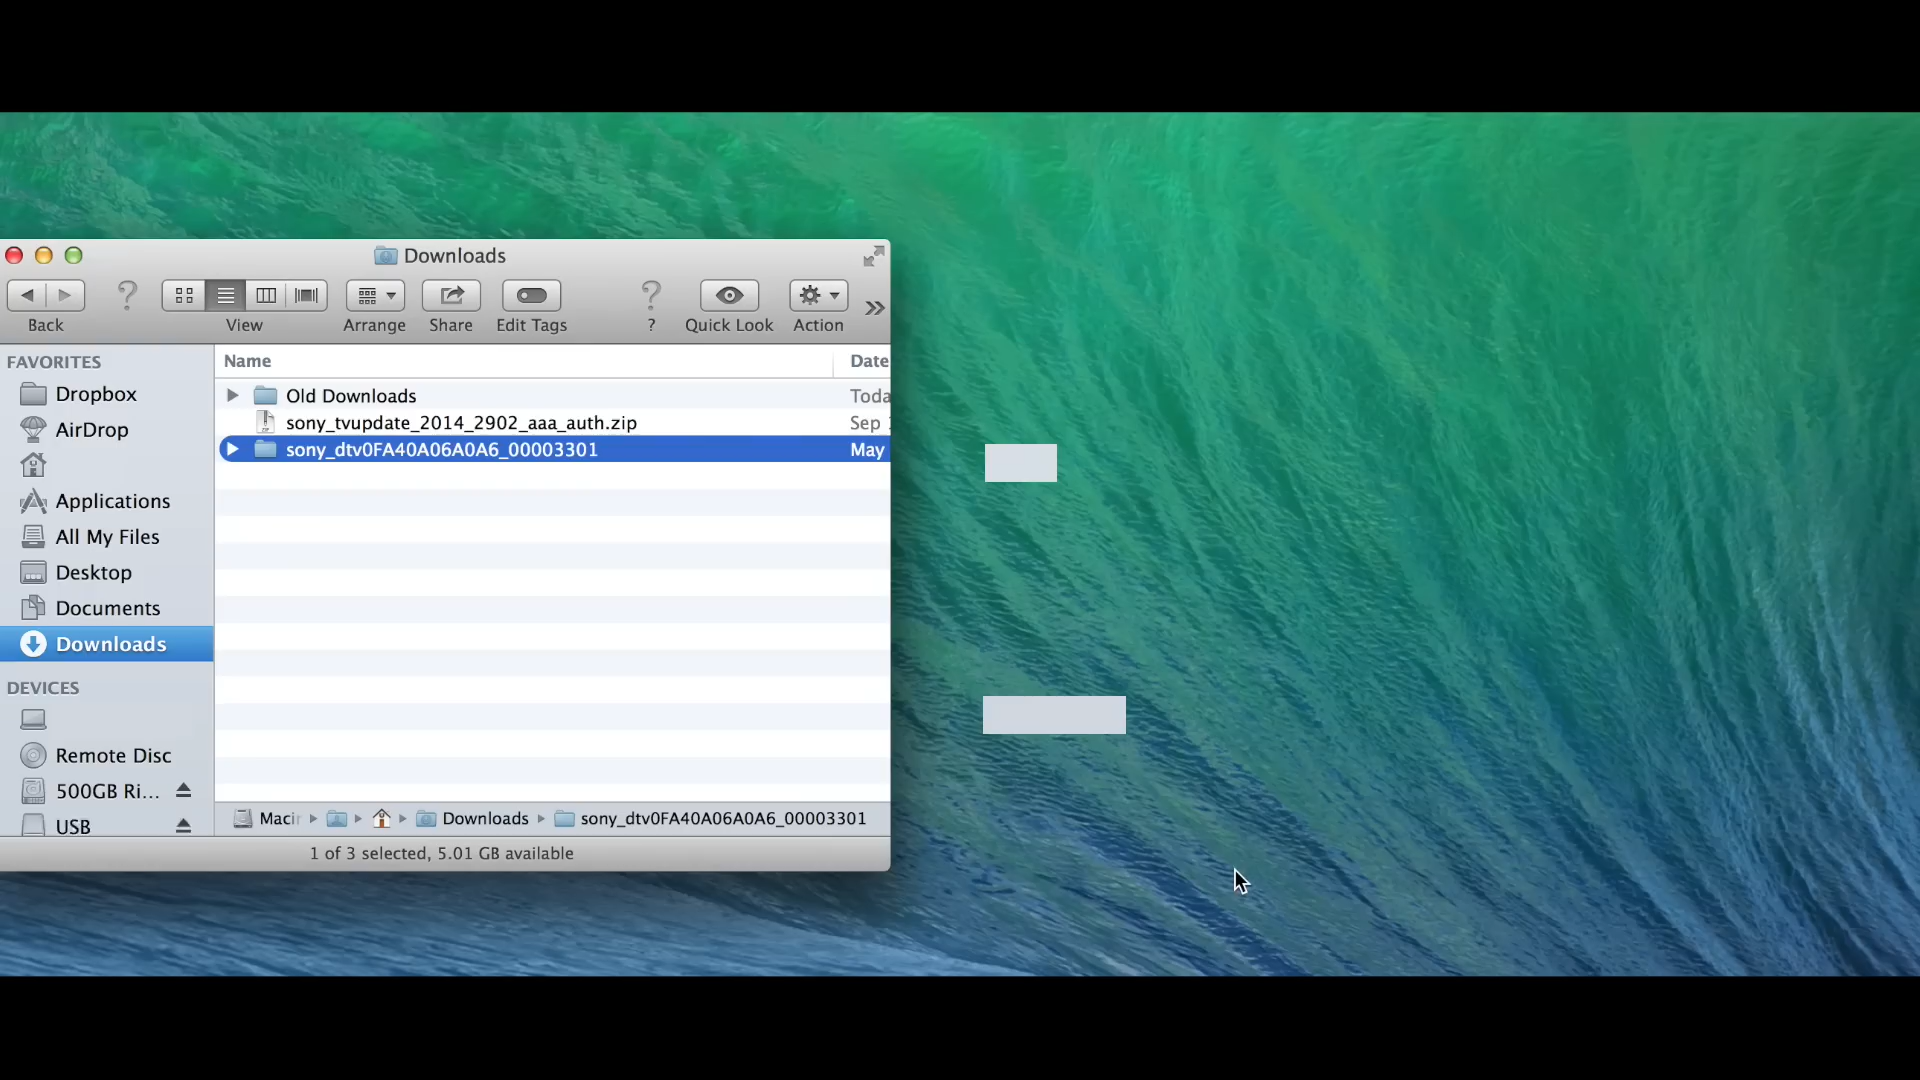 Downloads
Back
View
Arrange
Share
Edit Tags
?
Quick Look
Action
FAVORITES
Dropbox
AirDrop
Applications
All My Files
Desktop
Documents
Downloads
DEVICES
Remote Disc
500GB Ri...
USB
Name
Date
Old Downloads
Toda
sony_tvupdate_2014_2902_aaa_auth.zip
Sep
sony_dtv0FA40A06A0A6_00003301
May
Maci
Downloads
sony_dtv0FA40A06A0A6_00003301
1 of 3 selected, 5.01 GB available